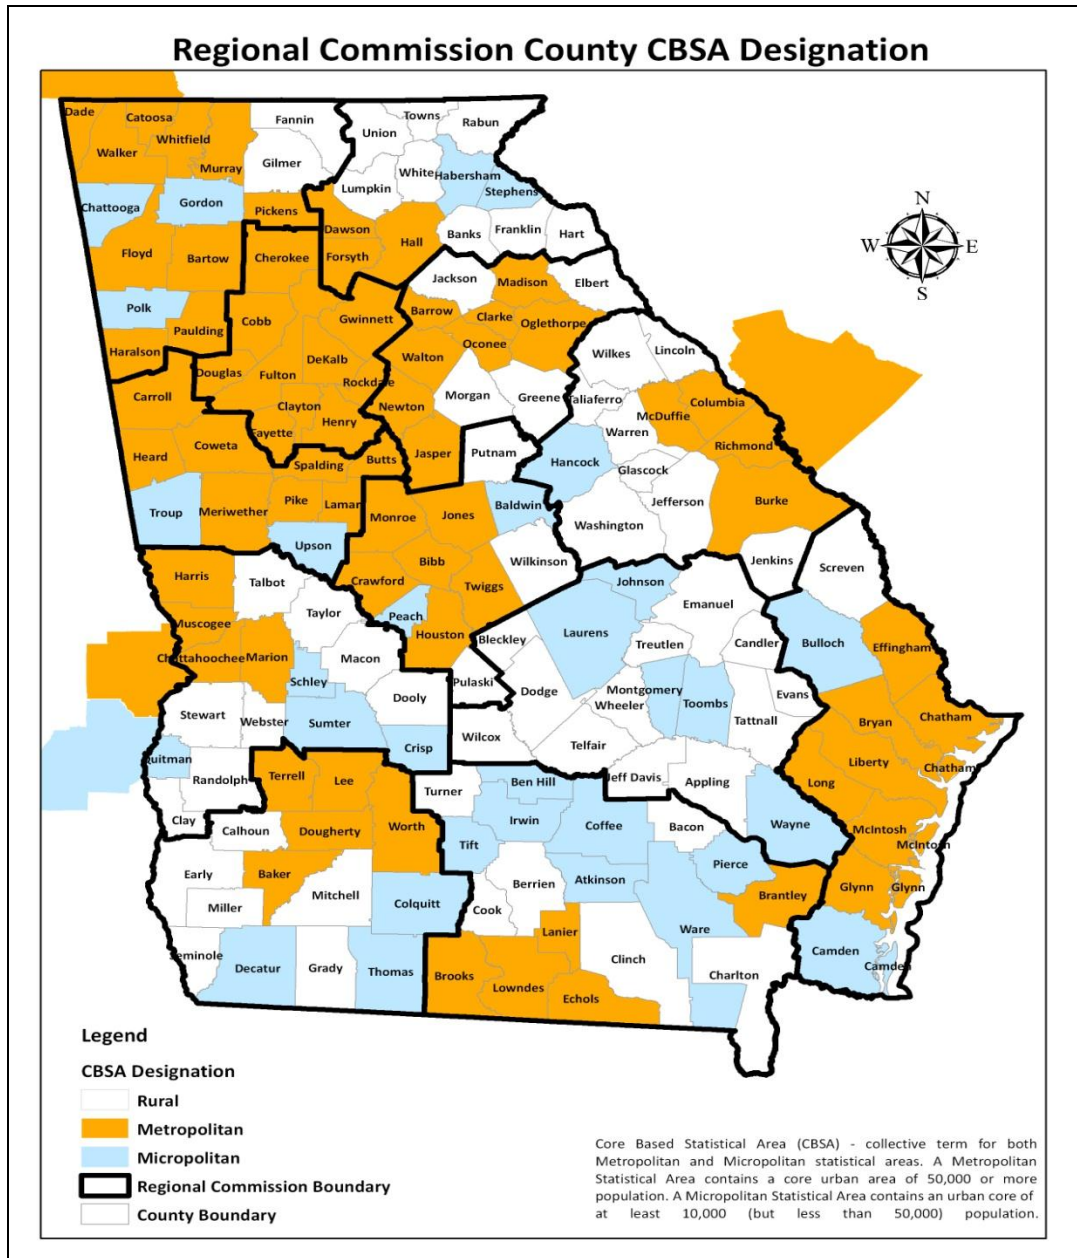 Regional Commission County CBSA Designation
Dade
Catoosa
Fannin
Towns
Rabun
Union
Whitfield
Walker
Murray
Gilmer
White
Habersham
Lumpkin
Stephens
Chattooga
Gordon
Pickens
Dawson
Hall
Banks
Franklin
Hart
N
W
E
S
Floyd
Bartow
Cherokee
Forsyth
Jackson
Madison
Elbert
Polk
Paulding
Cobb
Gwinnett
Barrow
Clarke
Oglethorpe
Haralson
Douglas
Fulton
DeKalb
Rockdale
Walton
Oconee
Wilkes
Lincoln
Carroll
Clayton
Henry
Newton
Morgan
Greene
Taliaferro
McDuffie
Columbia
Fayette
Heard
Coweta
Spalding
Butts
Jasper
Putnam
Warren
Richmond
Hancock
Glascock
Troup
Meriwether
Pike
Lamar
Monroe
Jones
Baldwin
Jefferson
Burke
Upson
Washington
Bibb
Wilkinson
Jenkins
Screven
Harris
Talbot
Crawford
Twiggs
Johnson
Taylor
Peach
Emanuel
Muscogee
Houston
Bleckley
Laurens
Treutlen
Candler
Bulloch
Effingham
Chattahoochee
Marion
Macon
Schley
Dooly
Pulaski
Dodge
Montgomery
Wheeler
Toombs
Evans
Tattnall
Bryan
Chatham
Stewart
Webster
Sumter
Crisp
Wilcox
Telfair
Liberty
Chatham
Quitman
Randolph
Terrell
Lee
Turner
Ben Hill
Jeff Davis
Appling
Long
Clay
Calhoun
Dougherty
Worth
Tift
Irwin
Coffee
Bacon
Wayne
McIntosh
McIntosh
Early
Baker
Mitchell
Berrien
Atkinson
Pierce
Brantley
Glynn
Glynn
Miller
Colquitt
Cook
Lanier
Ware
Seminole
Decatur
Grady
Thomas
Brooks
Lowndes
Echols
Clinch
Charlton
Camden
Camden
Legend
CBSA Designation
Rural
Metropolitan
Micropolitan
Regional Commission Boundary
County Boundary
Core Based Statistical Area (CBSA) - collective term for both
Metropolitan and Micropolitan statistical areas. A Metropolitan
Statistical Area contains a core urban area of 50,000 or more
population. A Micropolitan Statistical Area contains an urban core of
at least 10,000 (but less than 50,000) population.